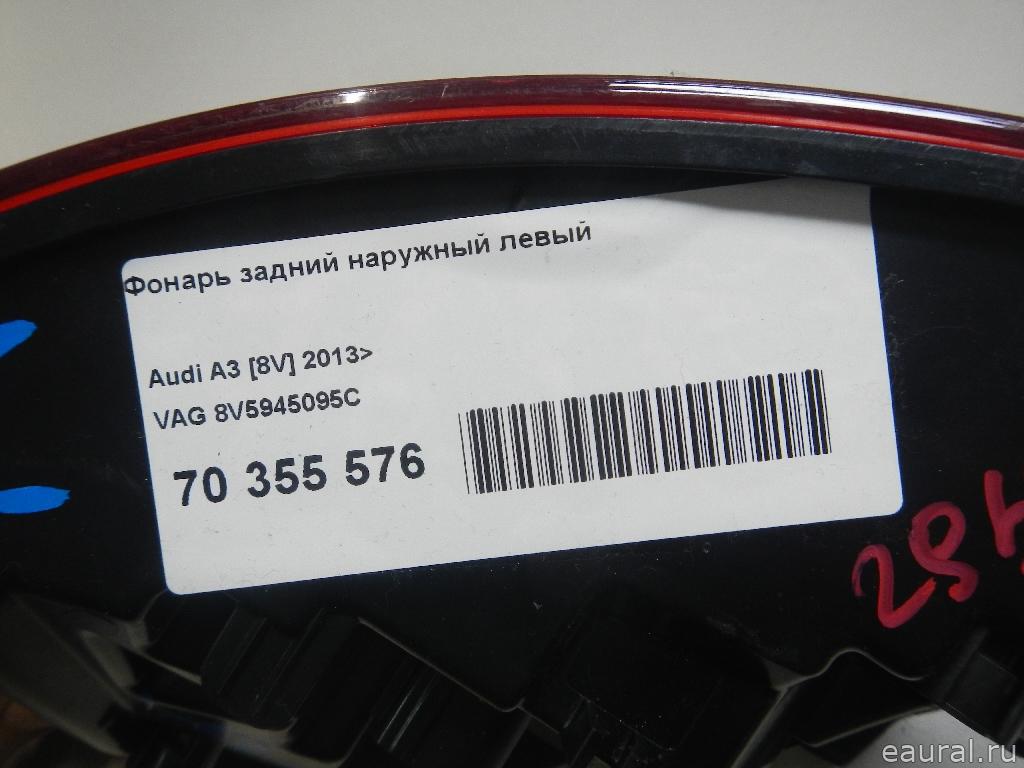 Фонарь задний наружный левый
Audi A3 [8V] 2013>
VAG 8V5945095C
70 355 576
eaural.ru